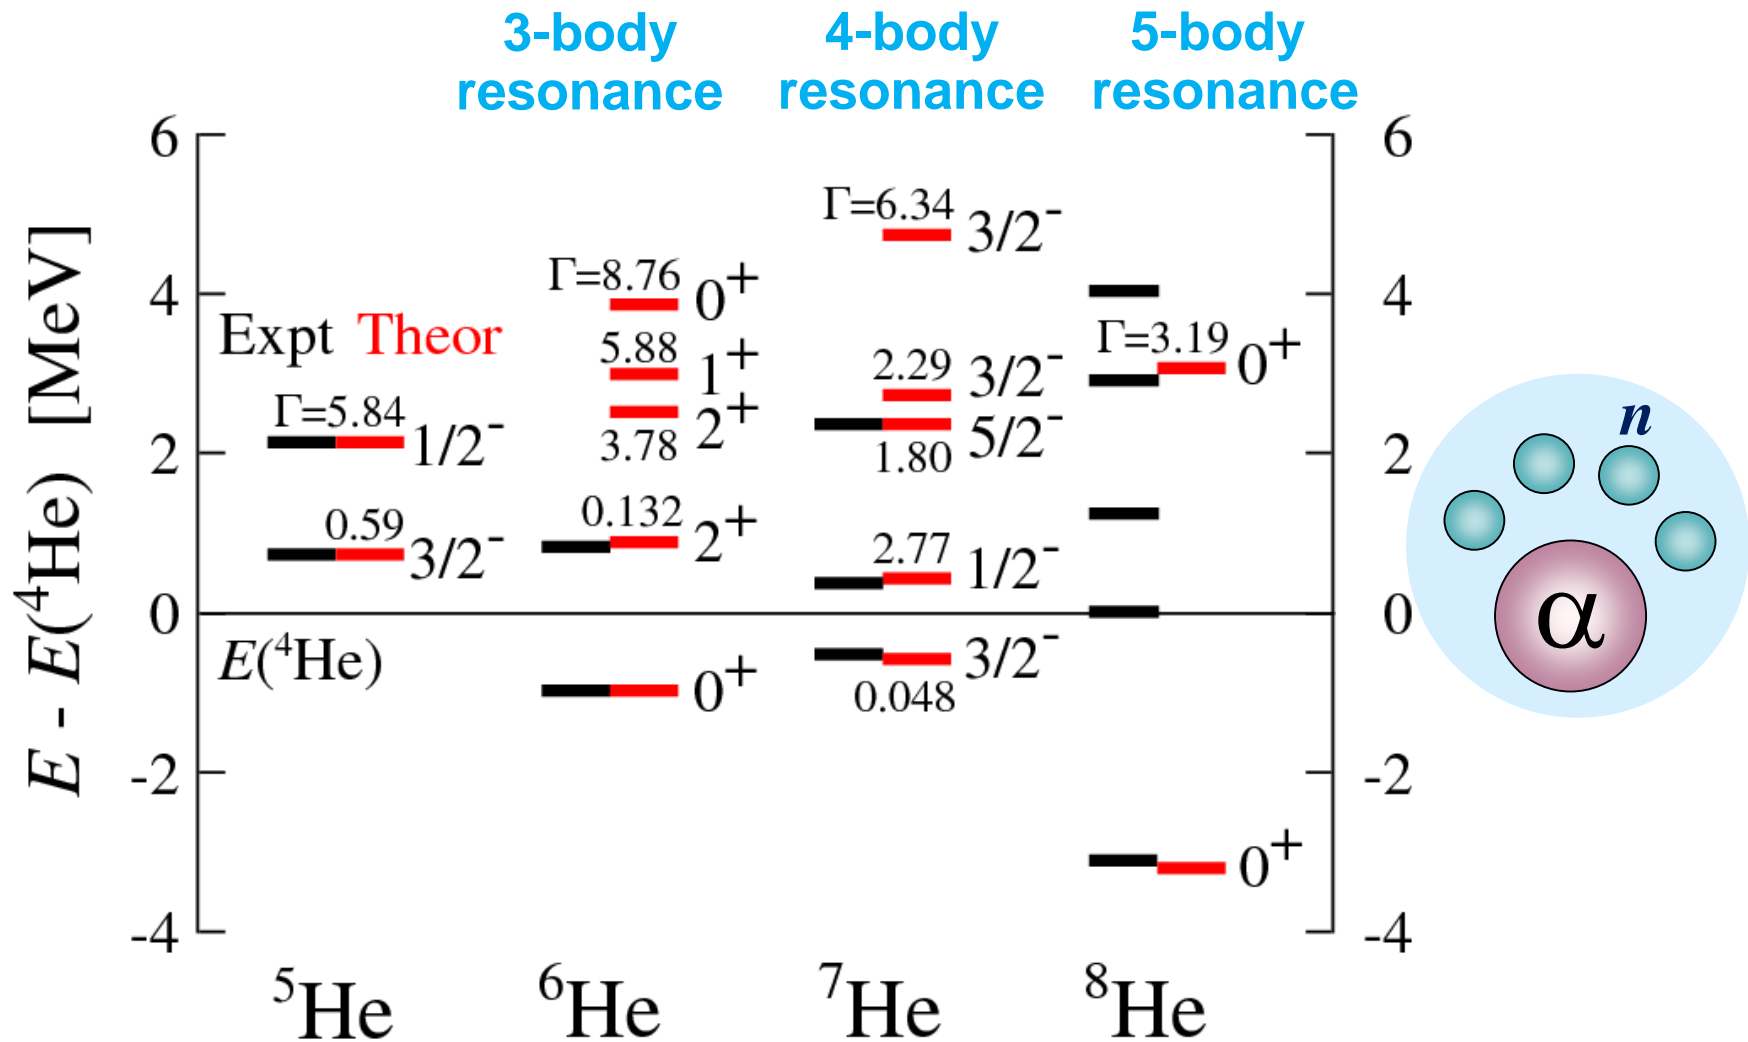 3-body
resonance
4-body
resonance
5-body
resonance
E - E(⁴He) [MeV]
6
4
2
0
-2
-4
6
4
2
0
-2
-4
Expt Theor
E(⁴He)
Γ=5.84
1/2⁻
0.59
3/2⁻
Γ=8.76
0⁺
5.88
1⁺
2⁺
3.78
0.132
2⁺
0⁺
Γ=6.34
3/2⁻
2.29
3/2⁻
5/2⁻
1.80
2.77
1/2⁻
3/2⁻
0.048
Γ=3.19
0⁺
0⁺
n
α
⁵He
⁶He
⁷He
⁸He